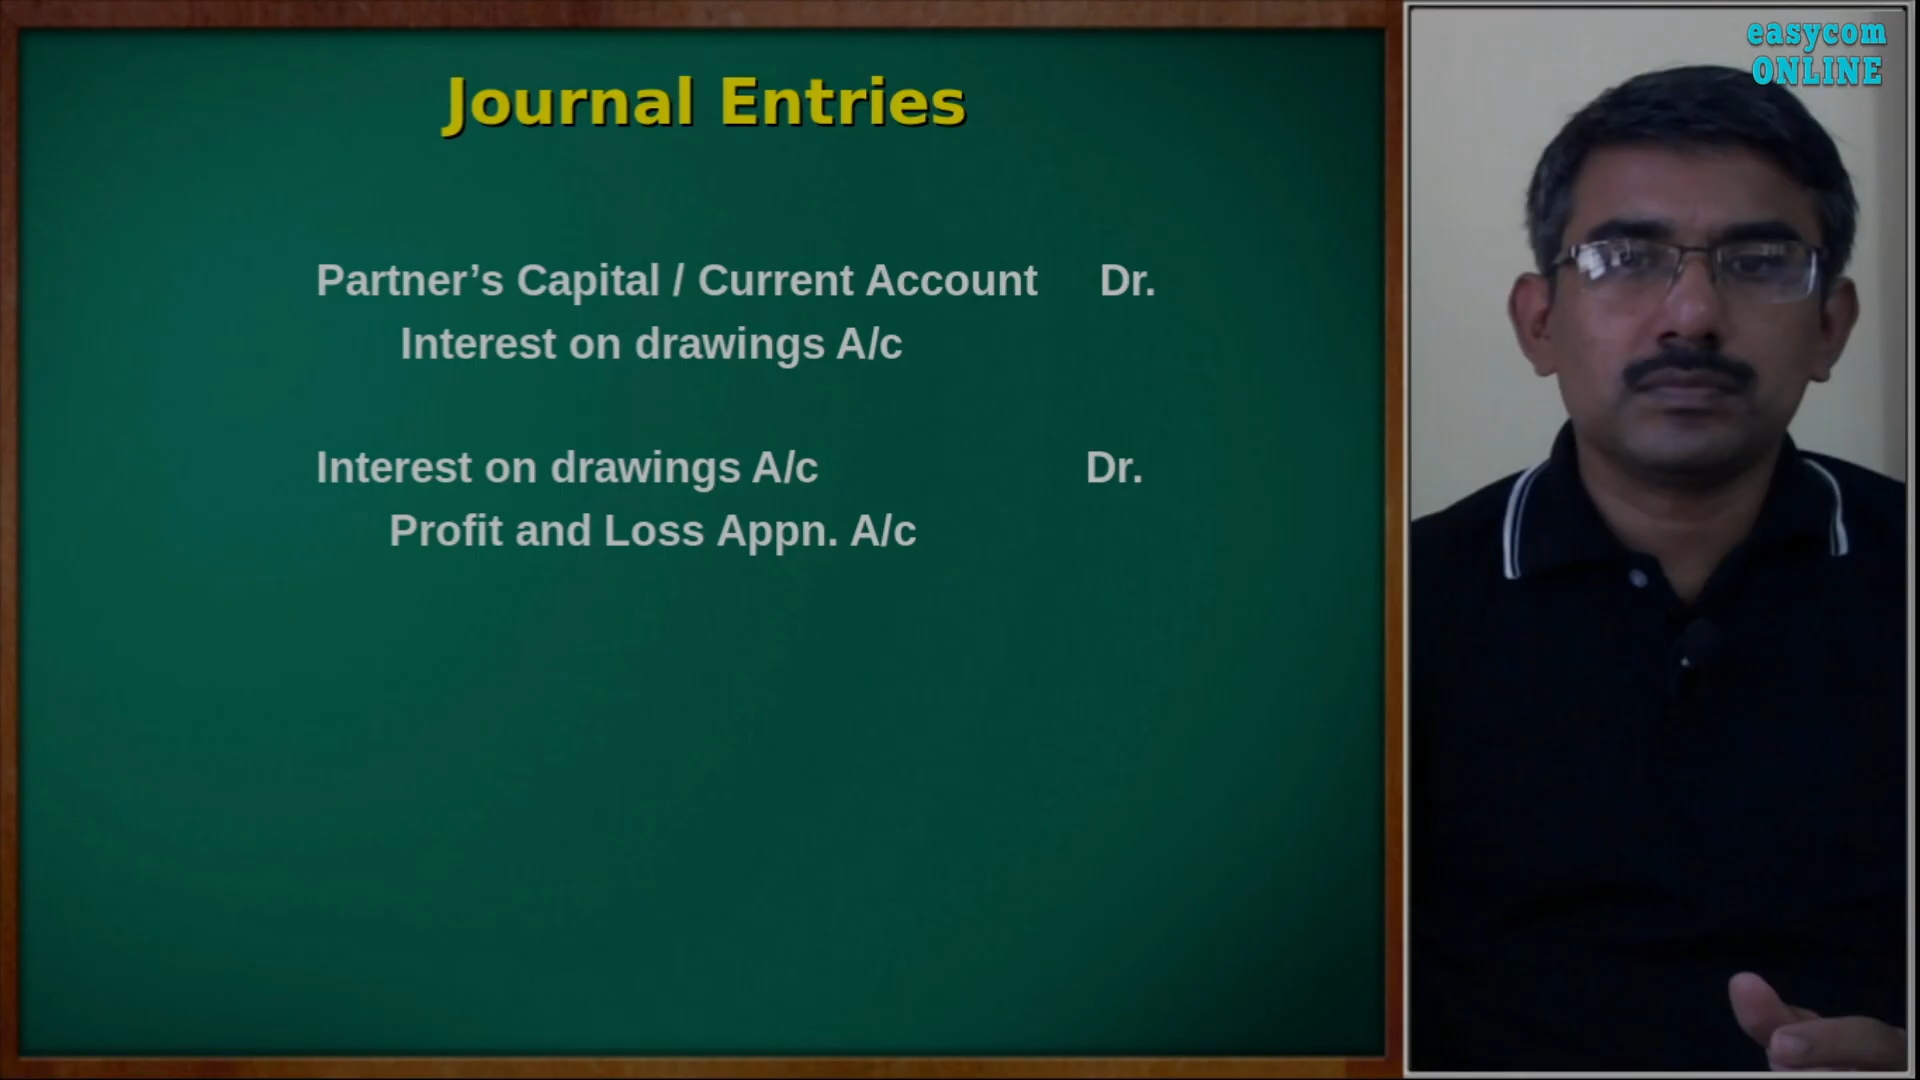 easycom
ONLINE
Journal Entries
Partner’s Capital / Current Account Dr.
Interest on drawings A/c
Interest on drawings A/c Dr.
Profit and Loss Appn. A/c